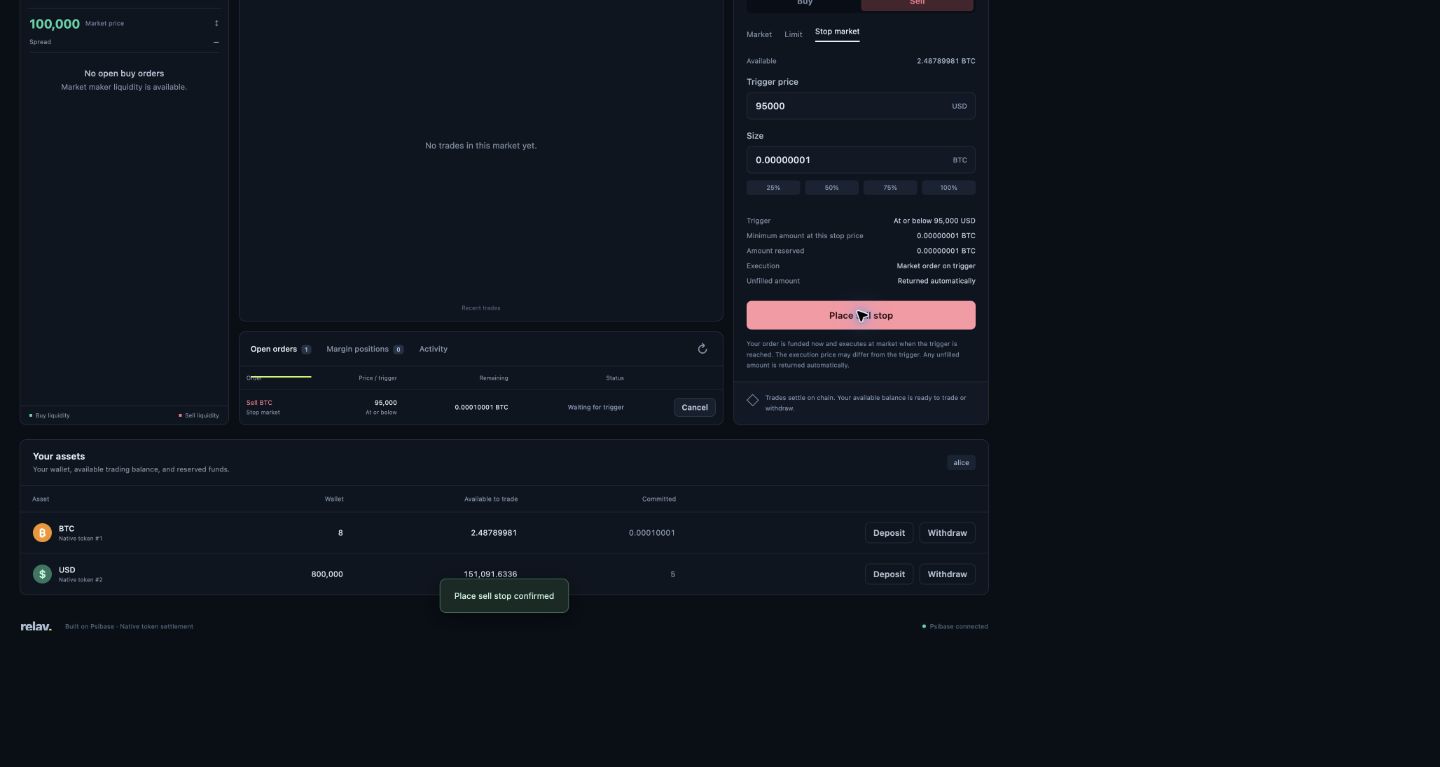 Buy
Sell
100,000 Market price
Spread –
No open buy orders
Market maker liquidity is available.
Buy liquidity
Sell liquidity
No trades in this market yet.
Recent trades
Open orders 1
Margin positions 0
Activity
Order
Price / trigger
Remaining
Status
Sell BTC
Stop market
95,000
At or below
0.00010001 BTC
Waiting for trigger
Cancel
Market
Limit
Stop market
Available 2.48789981 BTC
Trigger price
95000 USD
Size
0.00000001 BTC
25% 50% 75% 100%
Trigger At or below 95,000 USD
Minimum amount at this stop price 0.00000001 BTC
Amount reserved 0.00000001 BTC
Execution Market order on trigger
Unfilled amount Returned automatically
Place stop
Your order is funded now and executes at market when the trigger is
reached. The execution price may differ from the trigger. Any unfilled
amount is returned automatically.
Trades settle on chain. Your available balance is ready to trade or
withdraw.
Your assets
Your wallet, available trading balance, and reserved funds.
alice
Asset Wallet Available to trade Committed
BTC
Native token #1
8 2.48789981 0.00010001
Deposit Withdraw
USD
Native token #2
800,000 151,091.6336 5
Deposit Withdraw
Place sell stop confirmed
relav.
Built on Psibase · Native token settlement
Psibase connected